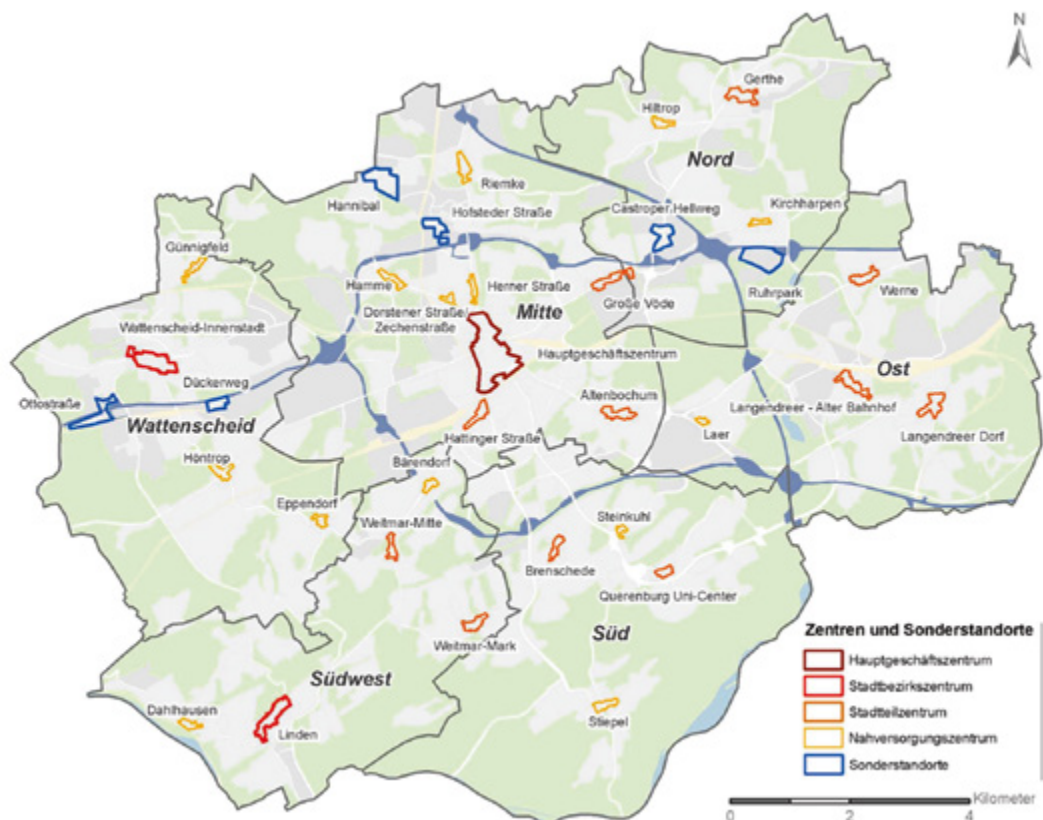 N
Gerthe
Hiltrop
Nord
Riemke
Hannibal
Hofsteder Straße
Castroper Hellweg
Kirchharpen
Günnigfeld
Hamme
Herner Straße
Ruhrpark
Werne
Große Vöde
Dorstener Straße/
Zechenstraße
Mitte
Wattenscheid-Innenstadt
Hauptgeschäftszentrum
Ost
Dückerweg
Ottostraße
Altenbochum
Langendreer - Alter Bahnhof
Wattenscheid
Hattinger Straße
Laer
Langendreer Dorf
Höntrop
Bärendorf
Eppendorf
Weitmar-Mitte
Steinkuhl
Brenschede
Querenburg Uni-Center
Süd
Weitmar-Mark
Südwest
Dahlhausen
Linden
Stiepel
Zentren und Sonderstandorte
Hauptgeschäftszentrum
Stadtbezirkszentrum
Stadtteilzentrum
Nahversorgungszentrum
Sonderstandorte
Kilometer
0 2 4